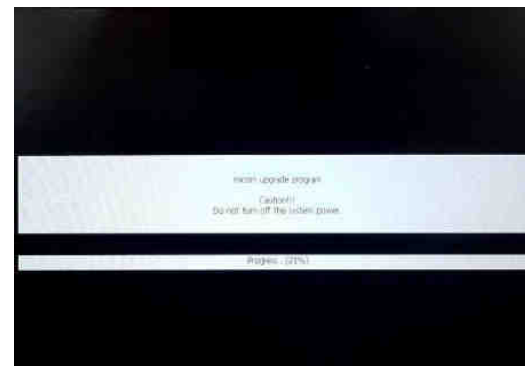 micom upgrade program
Caution!!!
Do not turn off the system power.
Progress : (21%)